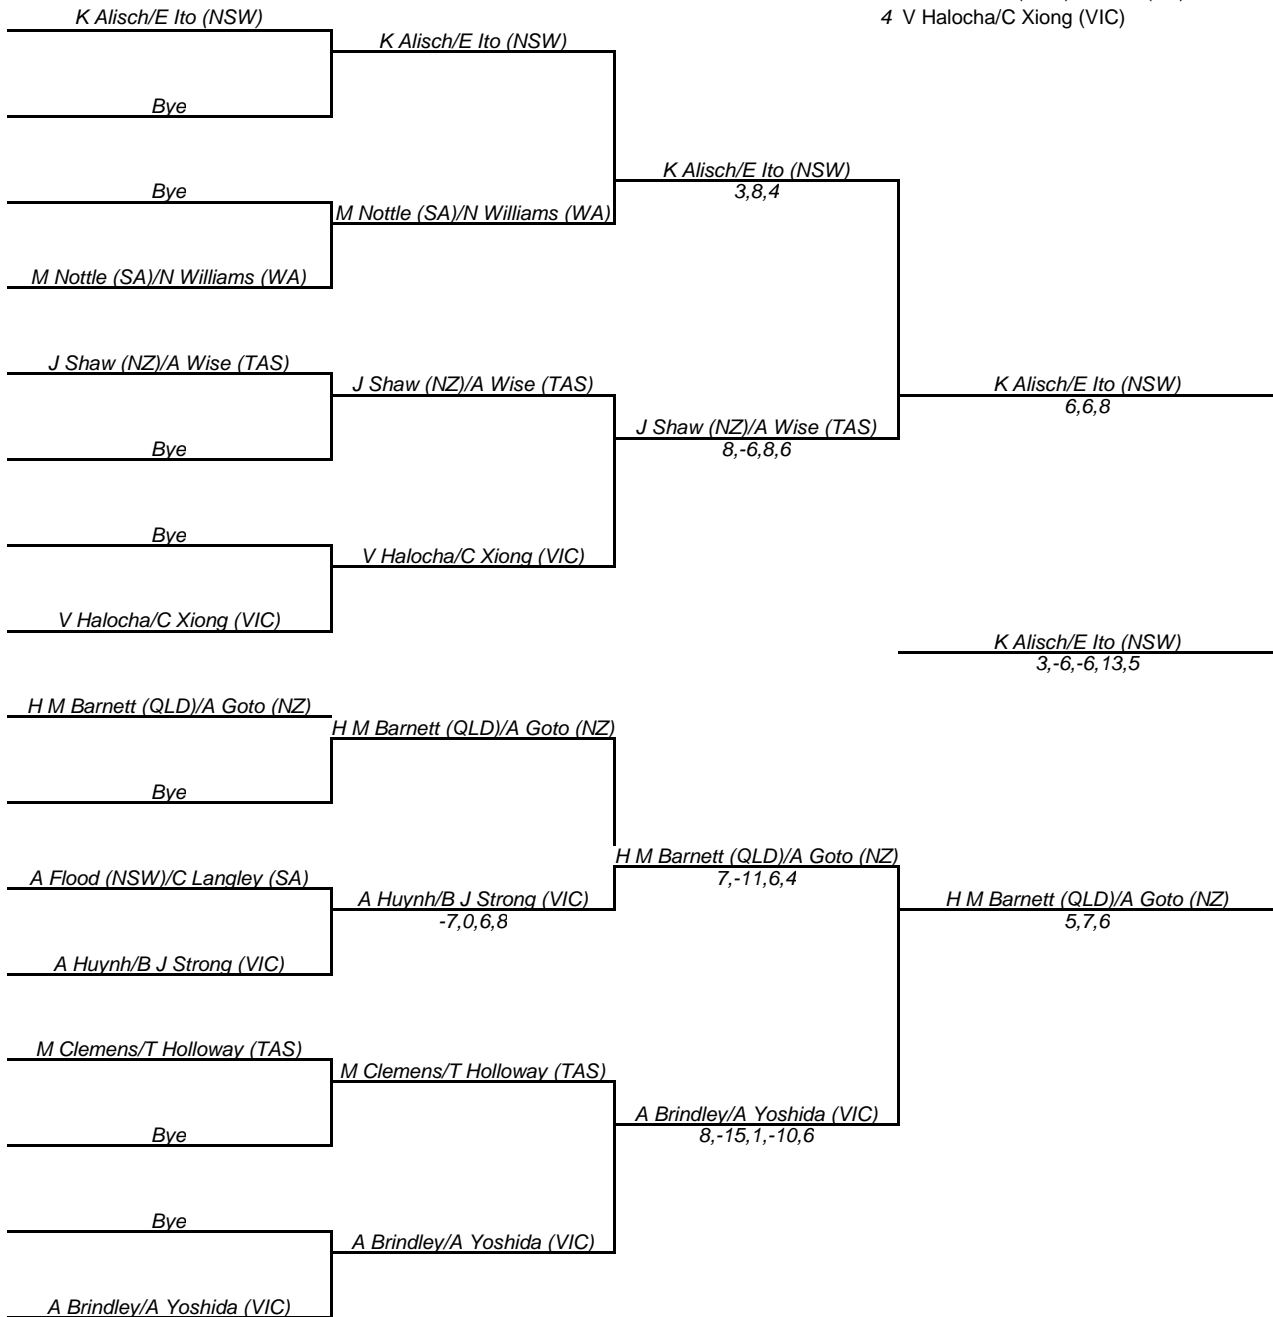 K Alisch/E Ito (NSW)
4 V Halocha/C Xiong (VIC)
K Alisch/E Ito (NSW)
Bye
K Alisch/E Ito (NSW)
3,8,4
Bye
M Nottle (SA)/N Williams (WA)
M Nottle (SA)/N Williams (WA)
J Shaw (NZ)/A Wise (TAS)
J Shaw (NZ)/A Wise (TAS)
K Alisch/E Ito (NSW)
6,6,8
J Shaw (NZ)/A Wise (TAS)
8,-6,8,6
Bye
Bye
V Halocha/C Xiong (VIC)
V Halocha/C Xiong (VIC)
K Alisch/E Ito (NSW)
3,-6,-6,13,5
H M Barnett (QLD)/A Goto (NZ)
H M Barnett (QLD)/A Goto (NZ)
Bye
H M Barnett (QLD)/A Goto (NZ)
7,-11,6,4
A Flood (NSW)/C Langley (SA)
A Huynh/B J Strong (VIC)
-7,0,6,8
H M Barnett (QLD)/A Goto (NZ)
5,7,6
A Huynh/B J Strong (VIC)
M Clemens/T Holloway (TAS)
M Clemens/T Holloway (TAS)
A Brindley/A Yoshida (VIC)
8,-15,1,-10,6
Bye
Bye
A Brindley/A Yoshida (VIC)
A Brindley/A Yoshida (VIC)